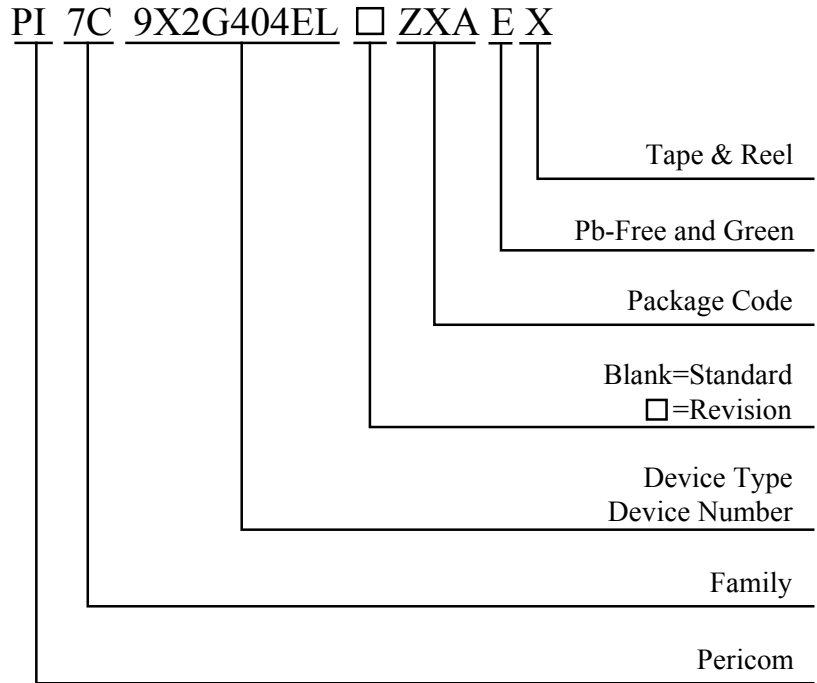 PI 7C 9X2G404EL □ ZXA E X
Tape & Reel
Pb-Free and Green
Package Code
Blank=Standard
□=Revision
Device Type
Device Number
Family
Pericom